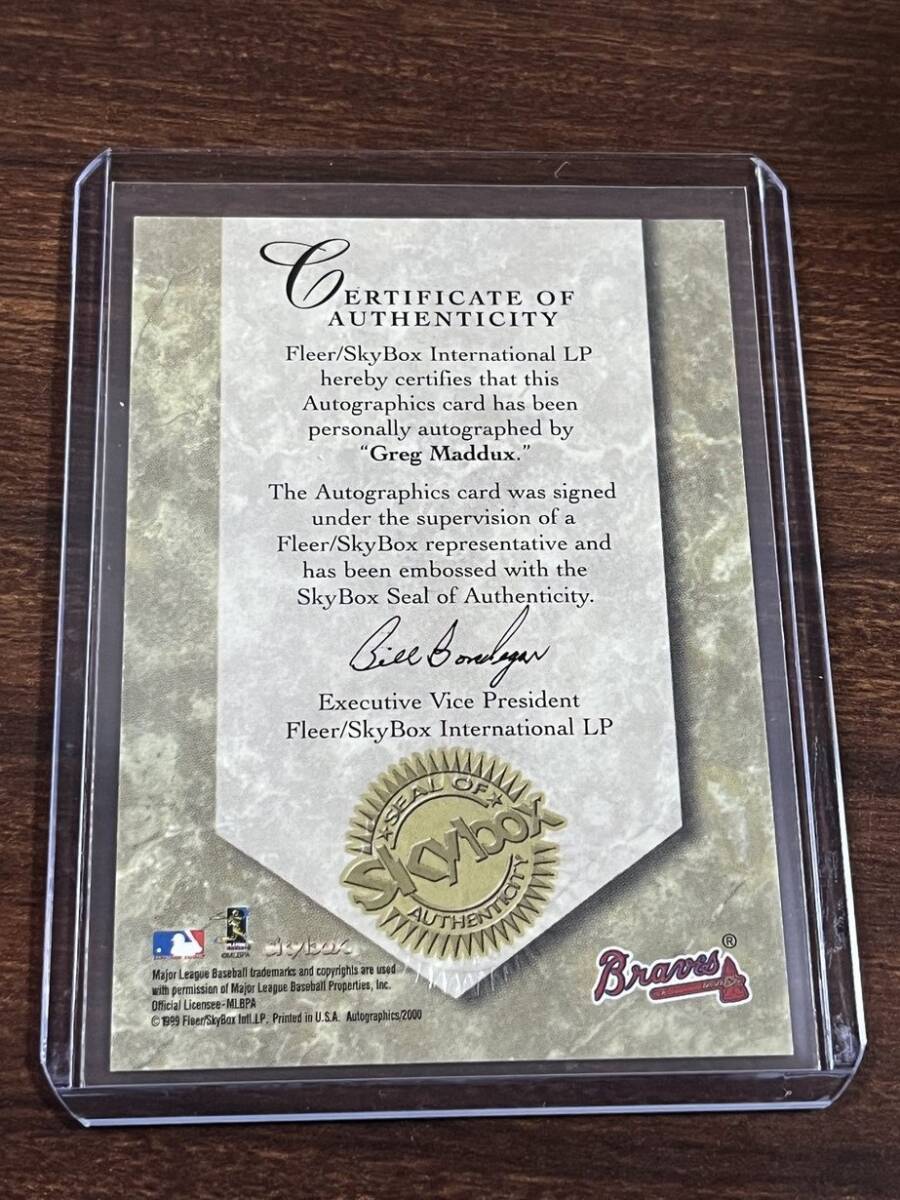 CERTIFICATE OF
AUTHENTICITY
Fleer/SkyBox International LP
hereby certifies that this
Autographics card has been
personally autographed by
“Greg Maddux.”
The Autographics card was signed
under the supervision of a
Fleer/SkyBox representative and
has been embossed with the
SkyBox Seal of Authenticity.
Bill
Executive Vice President
Fleer/SkyBox International LP
SEAL OF
Skybox
AUTHENTICITY
©MLBPA
skybox
Major League Baseball trademarks and copyrights are used
with permission of Major League Baseball Properties, Inc.
Official Licensee-MLBPA
©1999 Fleer/SkyBox Intl.LP. Printed in U.S.A. Autographics/2000
Braves®